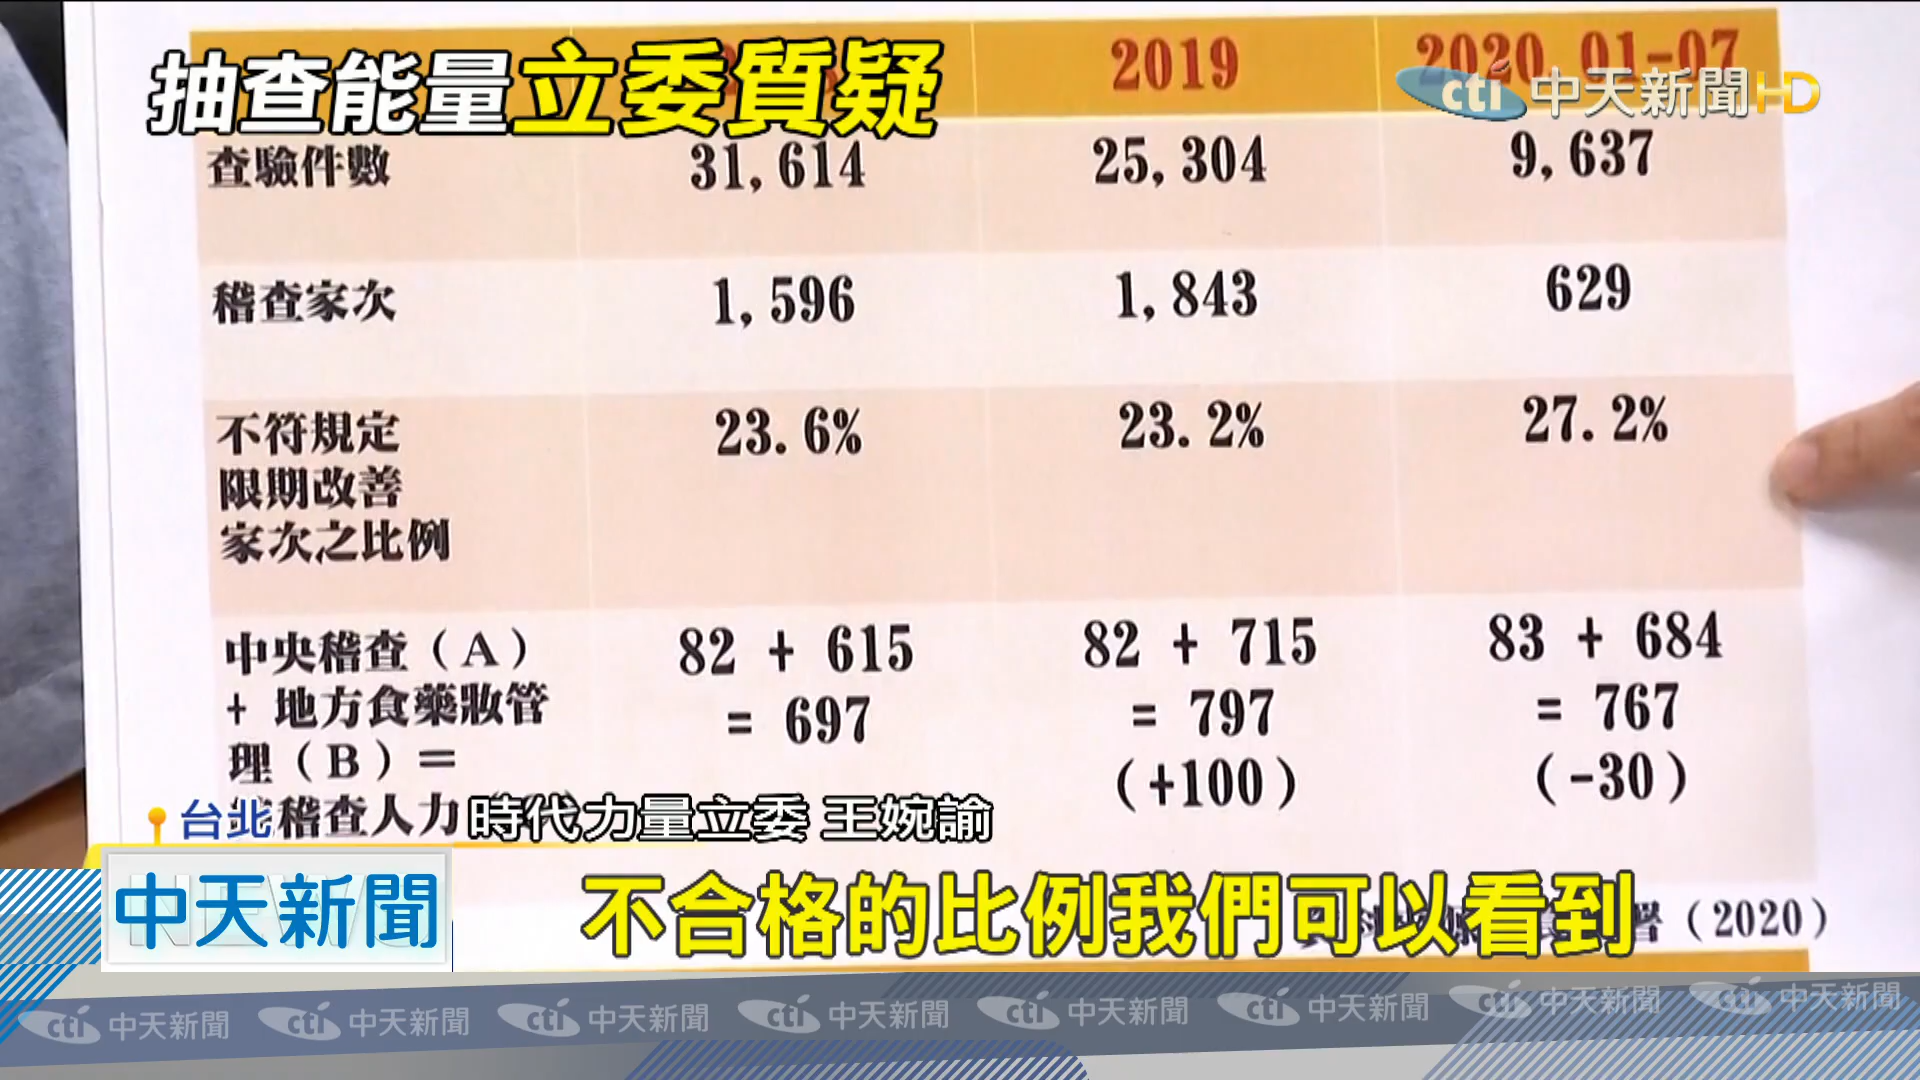 抽查能量立委質疑
2019
2020 01-07
cti 中天新聞HD
查驗件數 31,614 25,304 9,637
稽查家次 1,596 1,843 629
不符規定 23.6% 23.2% 27.2%
限期改善
家次之比例
中央稽查(A) 82 + 615 82 + 715 83 + 684
+ 地方食藥妝管 = 697 = 797 = 767
理(B)= (+100) (-30)
稽查人力
台北 時代力量立委 王婉諭
中天新聞
不合格的比例我們可以看到
(2020)
cti 中天新聞 cti 中天新聞 cti 中天新聞 cti 中天新聞 cti 中天新聞 cti 中天新聞 cti 中天新聞 cti 中天新聞